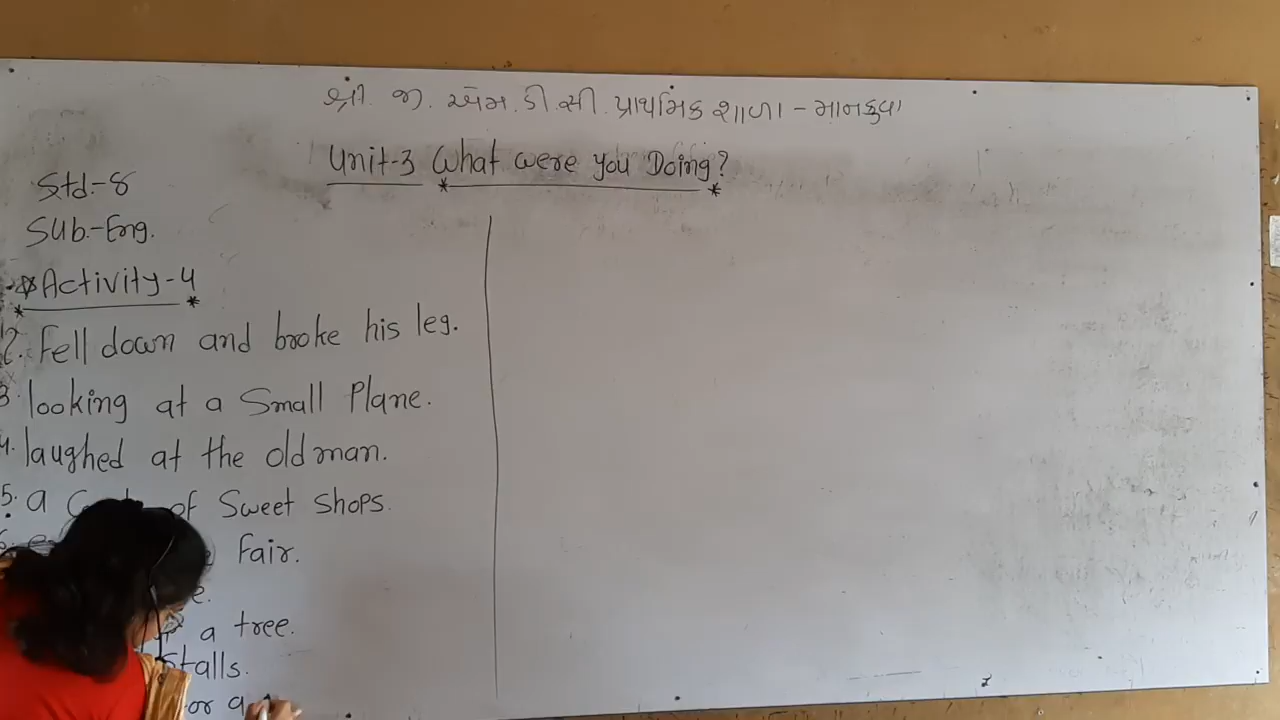 શ્રી. જી. એમ. ડી. સી. પ્રાથમિક શાળા - માનકુવા
Unit-3 What were you Doing?
Std-8
Sub.-Eng.
Activity-4
2. Fell down and broke his leg.
3. looking at a Small Plane.
4. laughed at the old man.
5. a of Sweet Shops.
Fair.
a tree.
Stalls.
or a